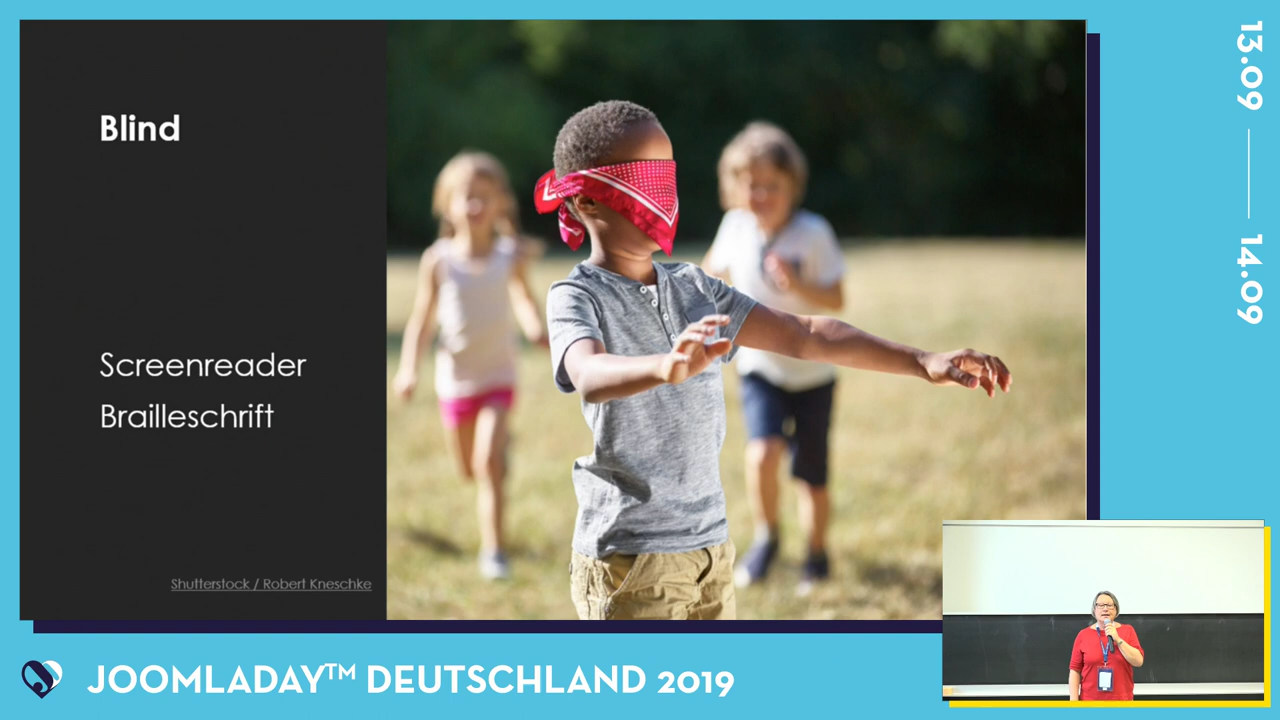 Blind
Screenreader
Brailleschrift
Shutterstock / Robert Kneschke
13.09
14.09
JOOMLADAY™ DEUTSCHLAND 2019